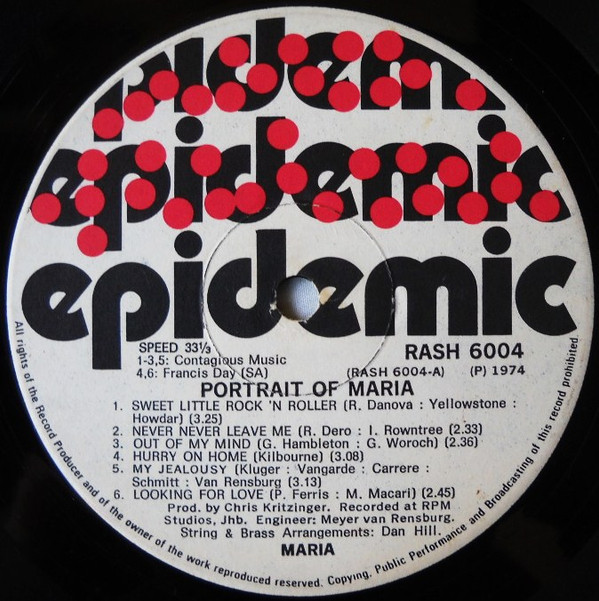 epidemic
epidemic
epidemic
SPEED 33⅓
1-3,5: Contagious Music
4,6: Francis Day (SA)
RASH 6004
(RASH 6004-A) (P) 1974
PORTRAIT OF MARIA
1. SWEET LITTLE ROCK 'N ROLLER (R. Danova : Yellowstone :
Howdar) (3.25)
2. NEVER NEVER LEAVE ME (R. Dero : I. Rowntree (2.33)
3. OUT OF MY MIND (G. Hambleton : G. Woroch) (2.36)
4. HURRY ON HOME (Kilbourne) (3.08)
5. MY JEALOUSY (Kluger : Vangarde : Carrere :
Schmitt : Van Rensburg) (3.13)
6. LOOKING FOR LOVE (P. Ferris : M. Macari) (2.45)
Prod. by Chris Kritzinger. Recorded at RPM
Studios, Jhb. Engineer: Meyer van Rensburg.
String & Brass Arrangements: Dan Hill.
MARIA
All rights of the Record Producer and of the owner of the work reproduced reserved. Copying, Public Performance and Broadcasting of this record prohibited.